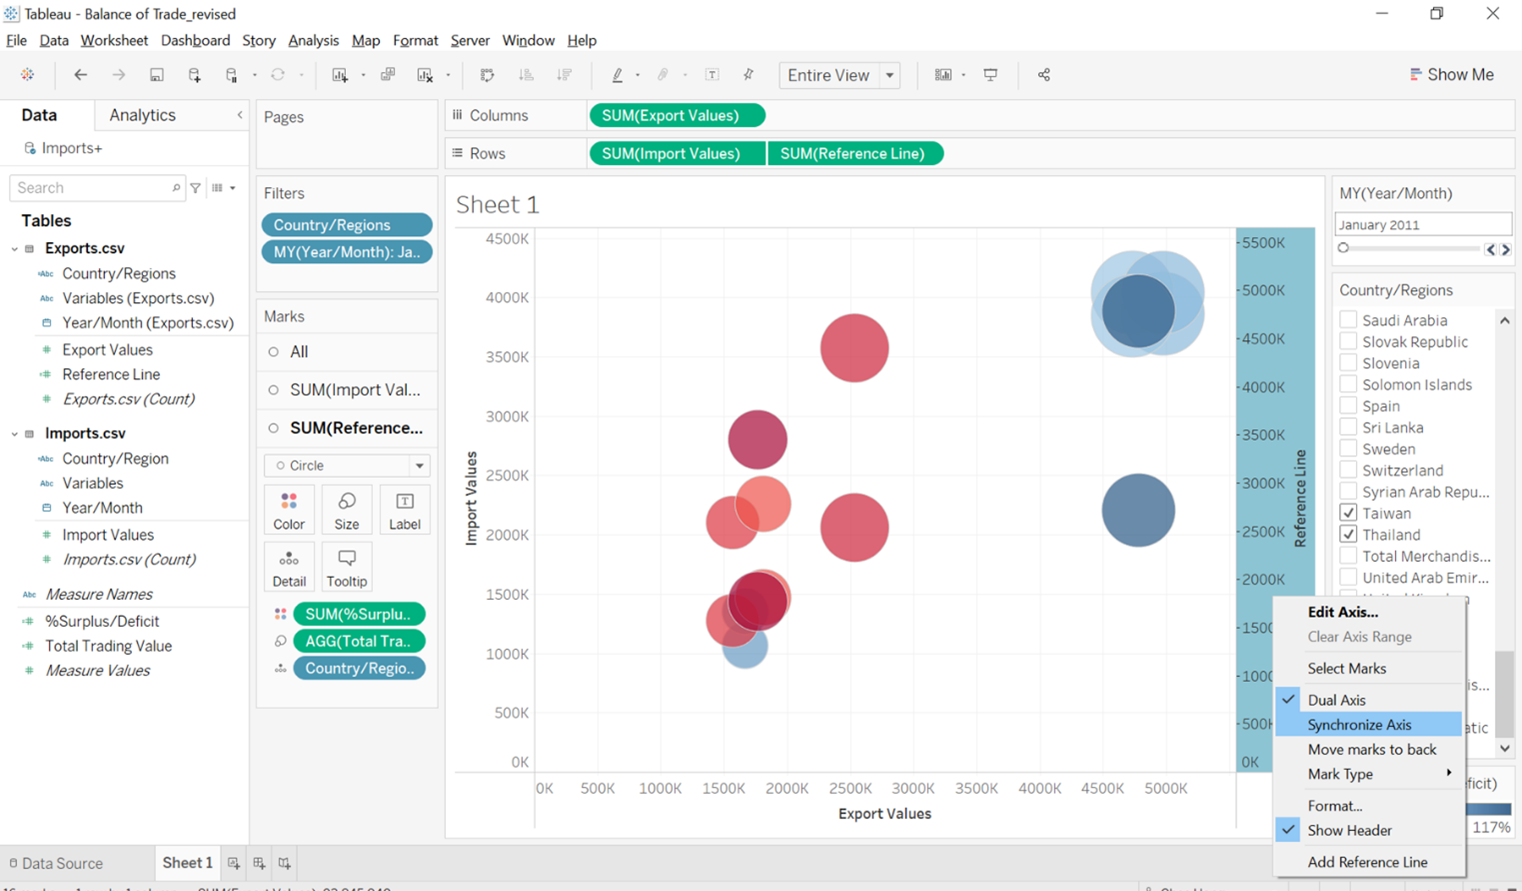 Tableau - Balance of Trade_revised
File Data Worksheet Dashboard Story Analysis Map Format Server Window Help
Entire View
Show Me
Data Analytics
Imports+
Search
Tables
Exports.csv
Abc Country/Regions
Abc Variables (Exports.csv)
Year/Month (Exports.csv)
# Export Values
# Reference Line
# Exports.csv (Count)
Imports.csv
Abc Country/Region
Abc Variables
Year/Month
# Import Values
# Imports.csv (Count)
Abc Measure Names
# %Surplus/Deficit
# Total Trading Value
# Measure Values
Pages
Filters
Country/Regions
MY(Year/Month): Ja..
Marks
All
SUM(Import Val...
SUM(Reference...
Circle
Color Size Label
Detail Tooltip
SUM(%Surplu..
AGG(Total Tra..
Country/Regio..
Columns SUM(Export Values)
Rows SUM(Import Values) SUM(Reference Line)
Sheet 1
4500K
4000K
3500K
3000K
2500K
2000K
1500K
1000K
500K
0K
Import Values
0K 500K 1000K 1500K 2000K 2500K 3000K 3500K 4000K 4500K 5000K
Export Values
5500K
5000K
4500K
4000K
3500K
3000K
2500K
2000K
0K
Reference Line
MY(Year/Month)
January 2011
Country/Regions
Saudi Arabia
Slovak Republic
Slovenia
Solomon Islands
Spain
Sri Lanka
Sweden
Switzerland
Syrian Arab Repu...
Taiwan
Thailand
Total Merchandis...
United Arab Emir...
Edit Axis...
Clear Axis Range
Select Marks
Dual Axis
Synchronize Axis
Move marks to back
Mark Type
Format...
Show Header
Add Reference Line
117%
Data Source Sheet 1